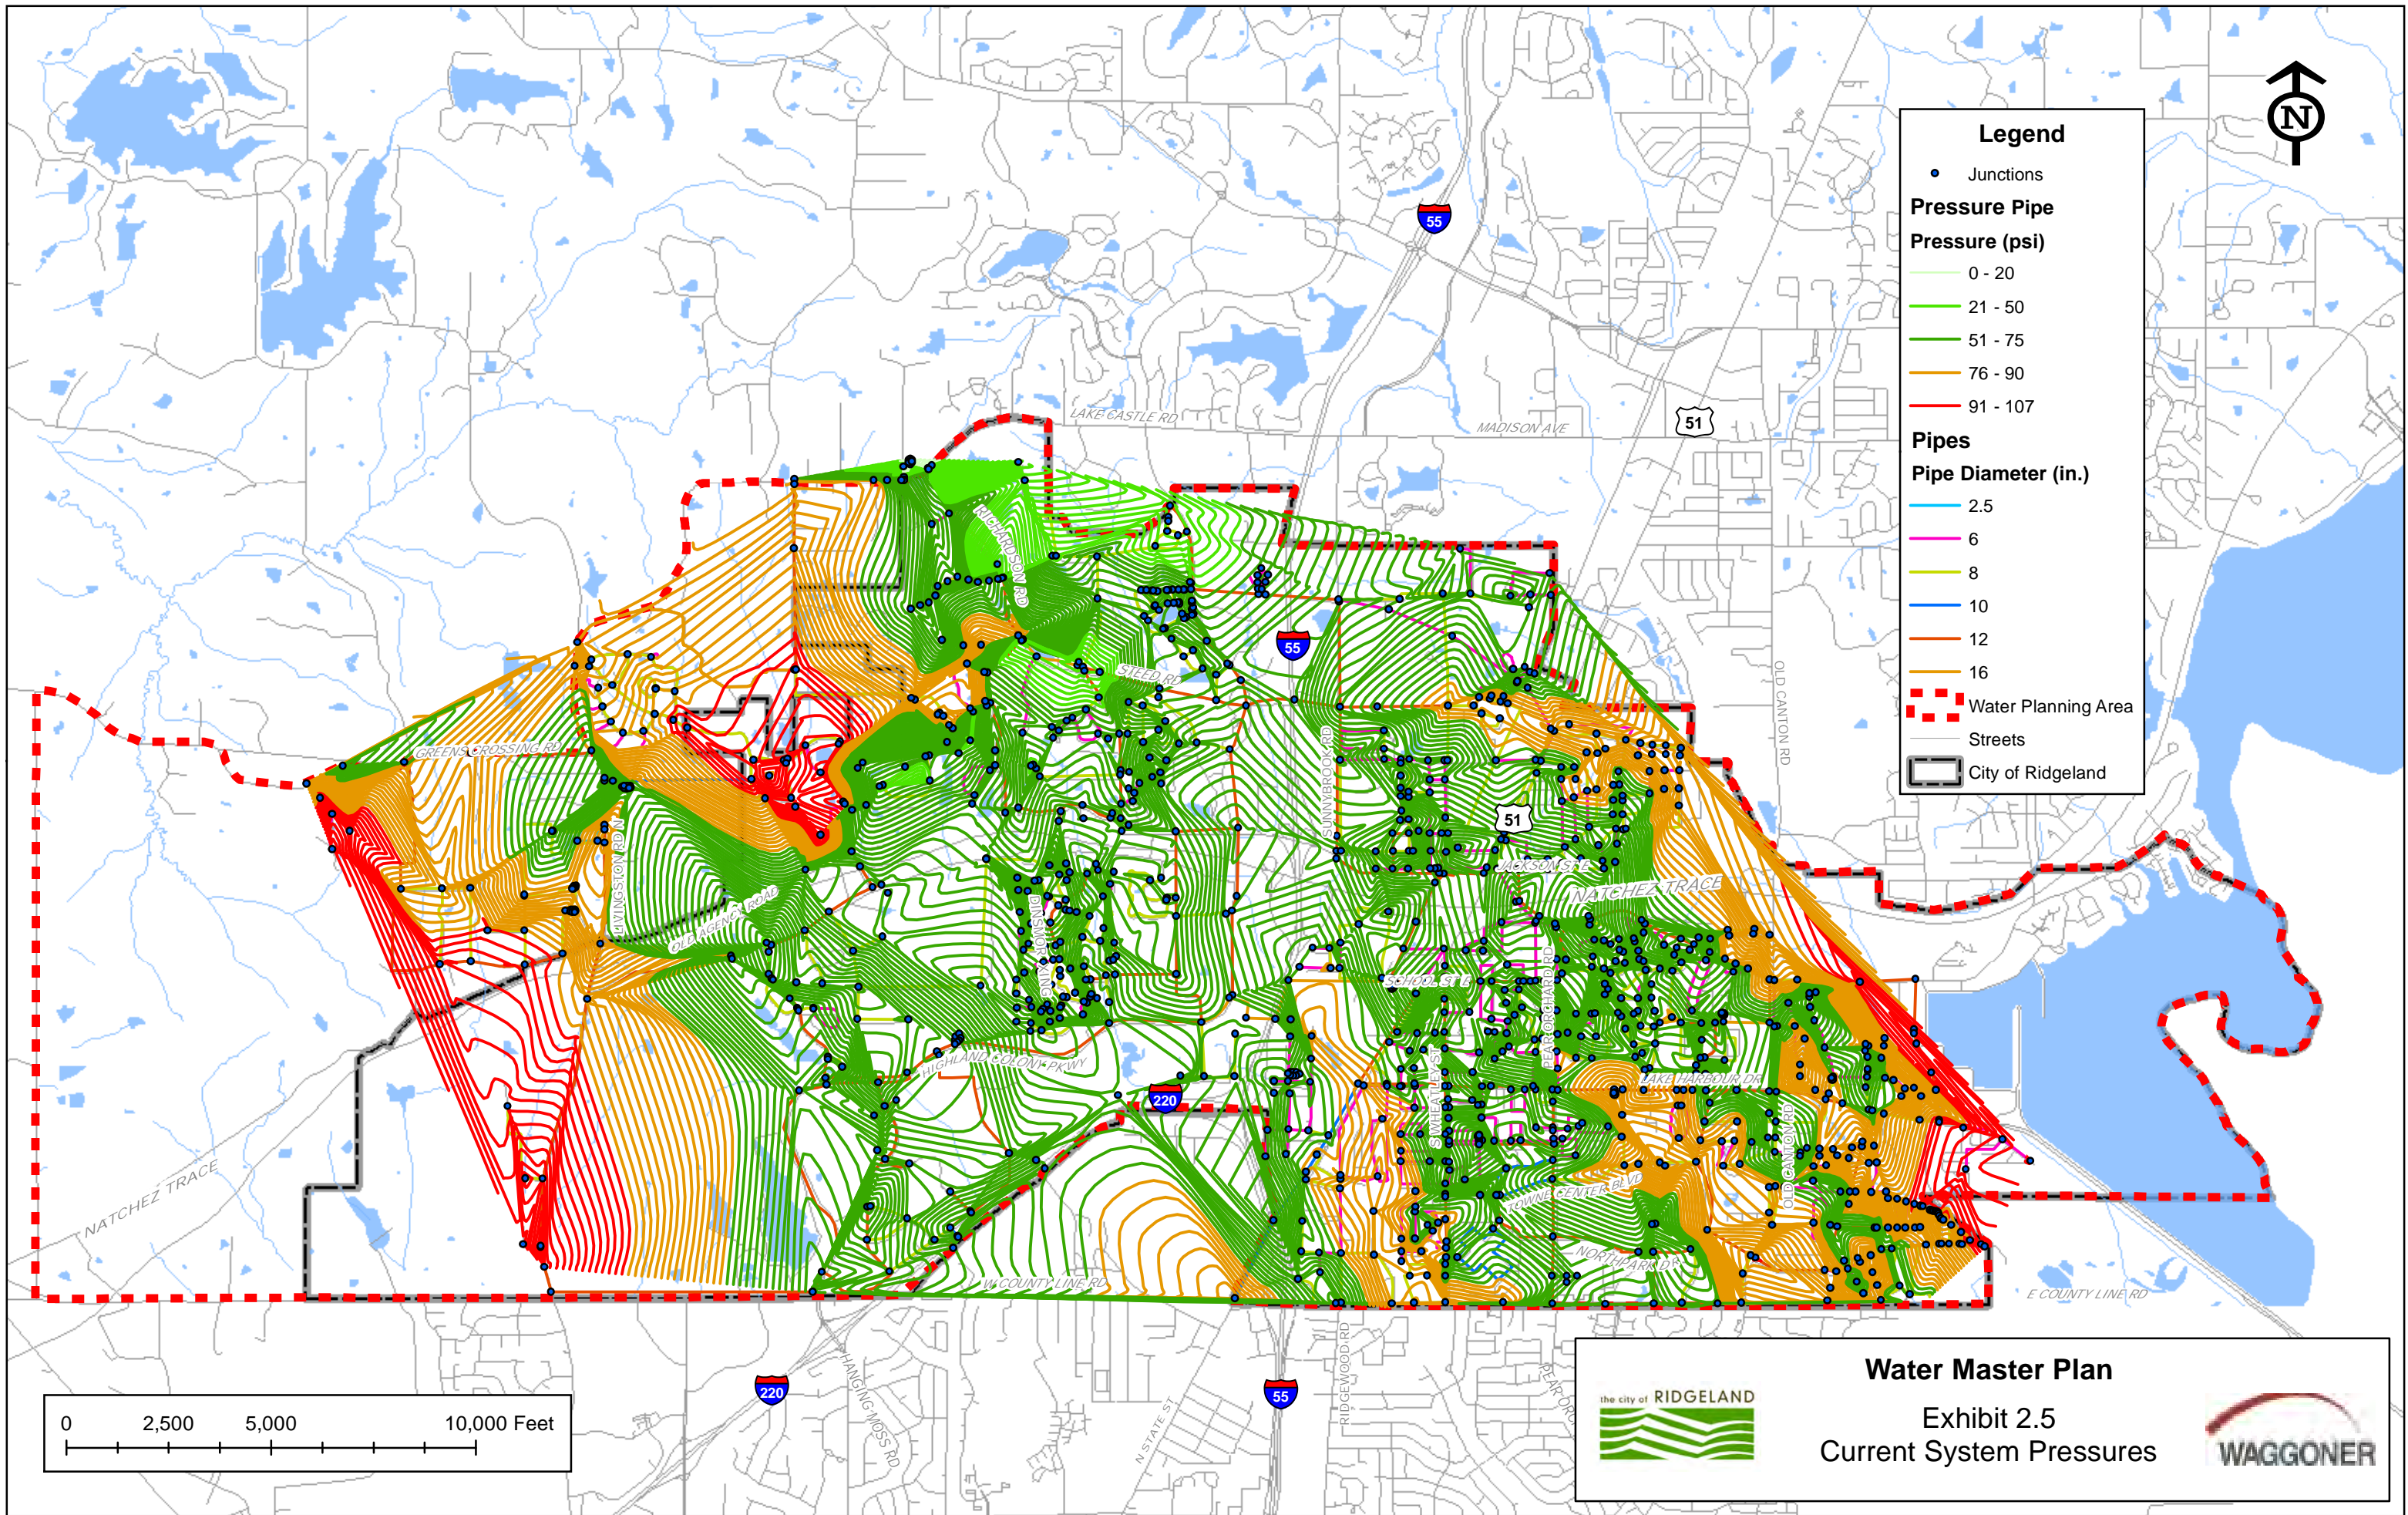 55
LAKE CASTLE RD
MADISON AVE
51
RICHARDSON RD
STEED RD
55
OLD CANTON RD
GREENS CROSSING RD
SUNNYBROOK RD
51
LIVINGSTON RD N
JACKSON ST E
NATCHEZ TRACE
OLD AGENCY ROAD
DINSMOR XING
SCHOOL ST E
PEAR ORCHARD RD
HIGHLAND COLONY PKWY
LAKE HARBOUR DR
S WHEATLEY ST
220
OLD CANTON RD
NATCHEZ TRACE
TOWNE CENTER BLVD
NORTHPARK DR
W COUNTY LINE RD
E COUNTY LINE RD
HANGING MOSS RD
RIDGEWOOD RD
N STATE ST
220
55
N
Legend
Junctions
Pressure Pipe
Pressure (psi)
0 - 20
21 - 50
51 - 75
76 - 90
91 - 107
Pipes
Pipe Diameter (in.)
2.5
6
8
10
12
16
Water Planning Area
Streets
City of Ridgeland
0 2,500 5,000 10,000 Feet
the city of RIDGELAND
Water Master Plan
Exhibit 2.5
Current System Pressures
WAGGONER